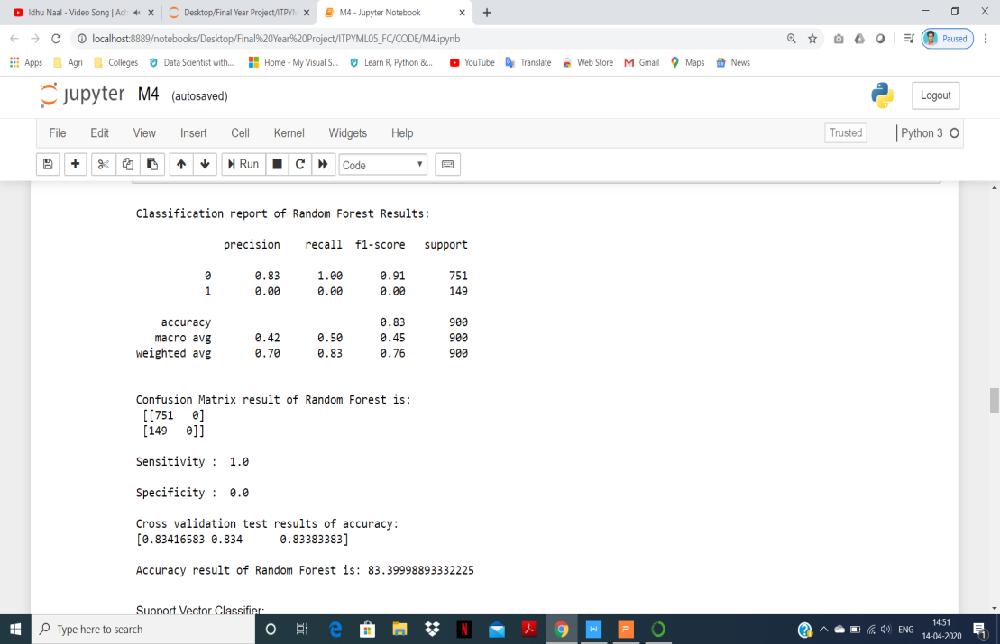 Idhu Naal - Video Song | Ac
Desktop/Final Year Project/ITPYM
M4 - Jupyter Notebook
localhost:8889/notebooks/Desktop/Final%20Year%20Project/ITPYML05_FC/CODE/M4.ipynb
Paused
Apps Agri Colleges Data Scientist with... Home - My Visual S... Learn R, Python &... YouTube Translate Web Store Gmail Maps News
jupyter M4 (autosaved)
Logout
File Edit View Insert Cell Kernel Widgets Help
Trusted Python 3
Run Code
Classification report of Random Forest Results:
precision recall f1-score support
0 0.83 1.00 0.91 751
1 0.00 0.00 0.00 149
accuracy 0.83 900
macro avg 0.42 0.50 0.45 900
weighted avg 0.70 0.83 0.76 900
Confusion Matrix result of Random Forest is:
[[751 0]
[149 0]]
Sensitivity : 1.0
Specificity : 0.0
Cross validation test results of accuracy:
[0.83416583 0.834 0.83383383]
Accuracy result of Random Forest is: 83.39998893332225
Support Vector Classifier:
Type here to search
ENG
14:51
14-04-2020
1